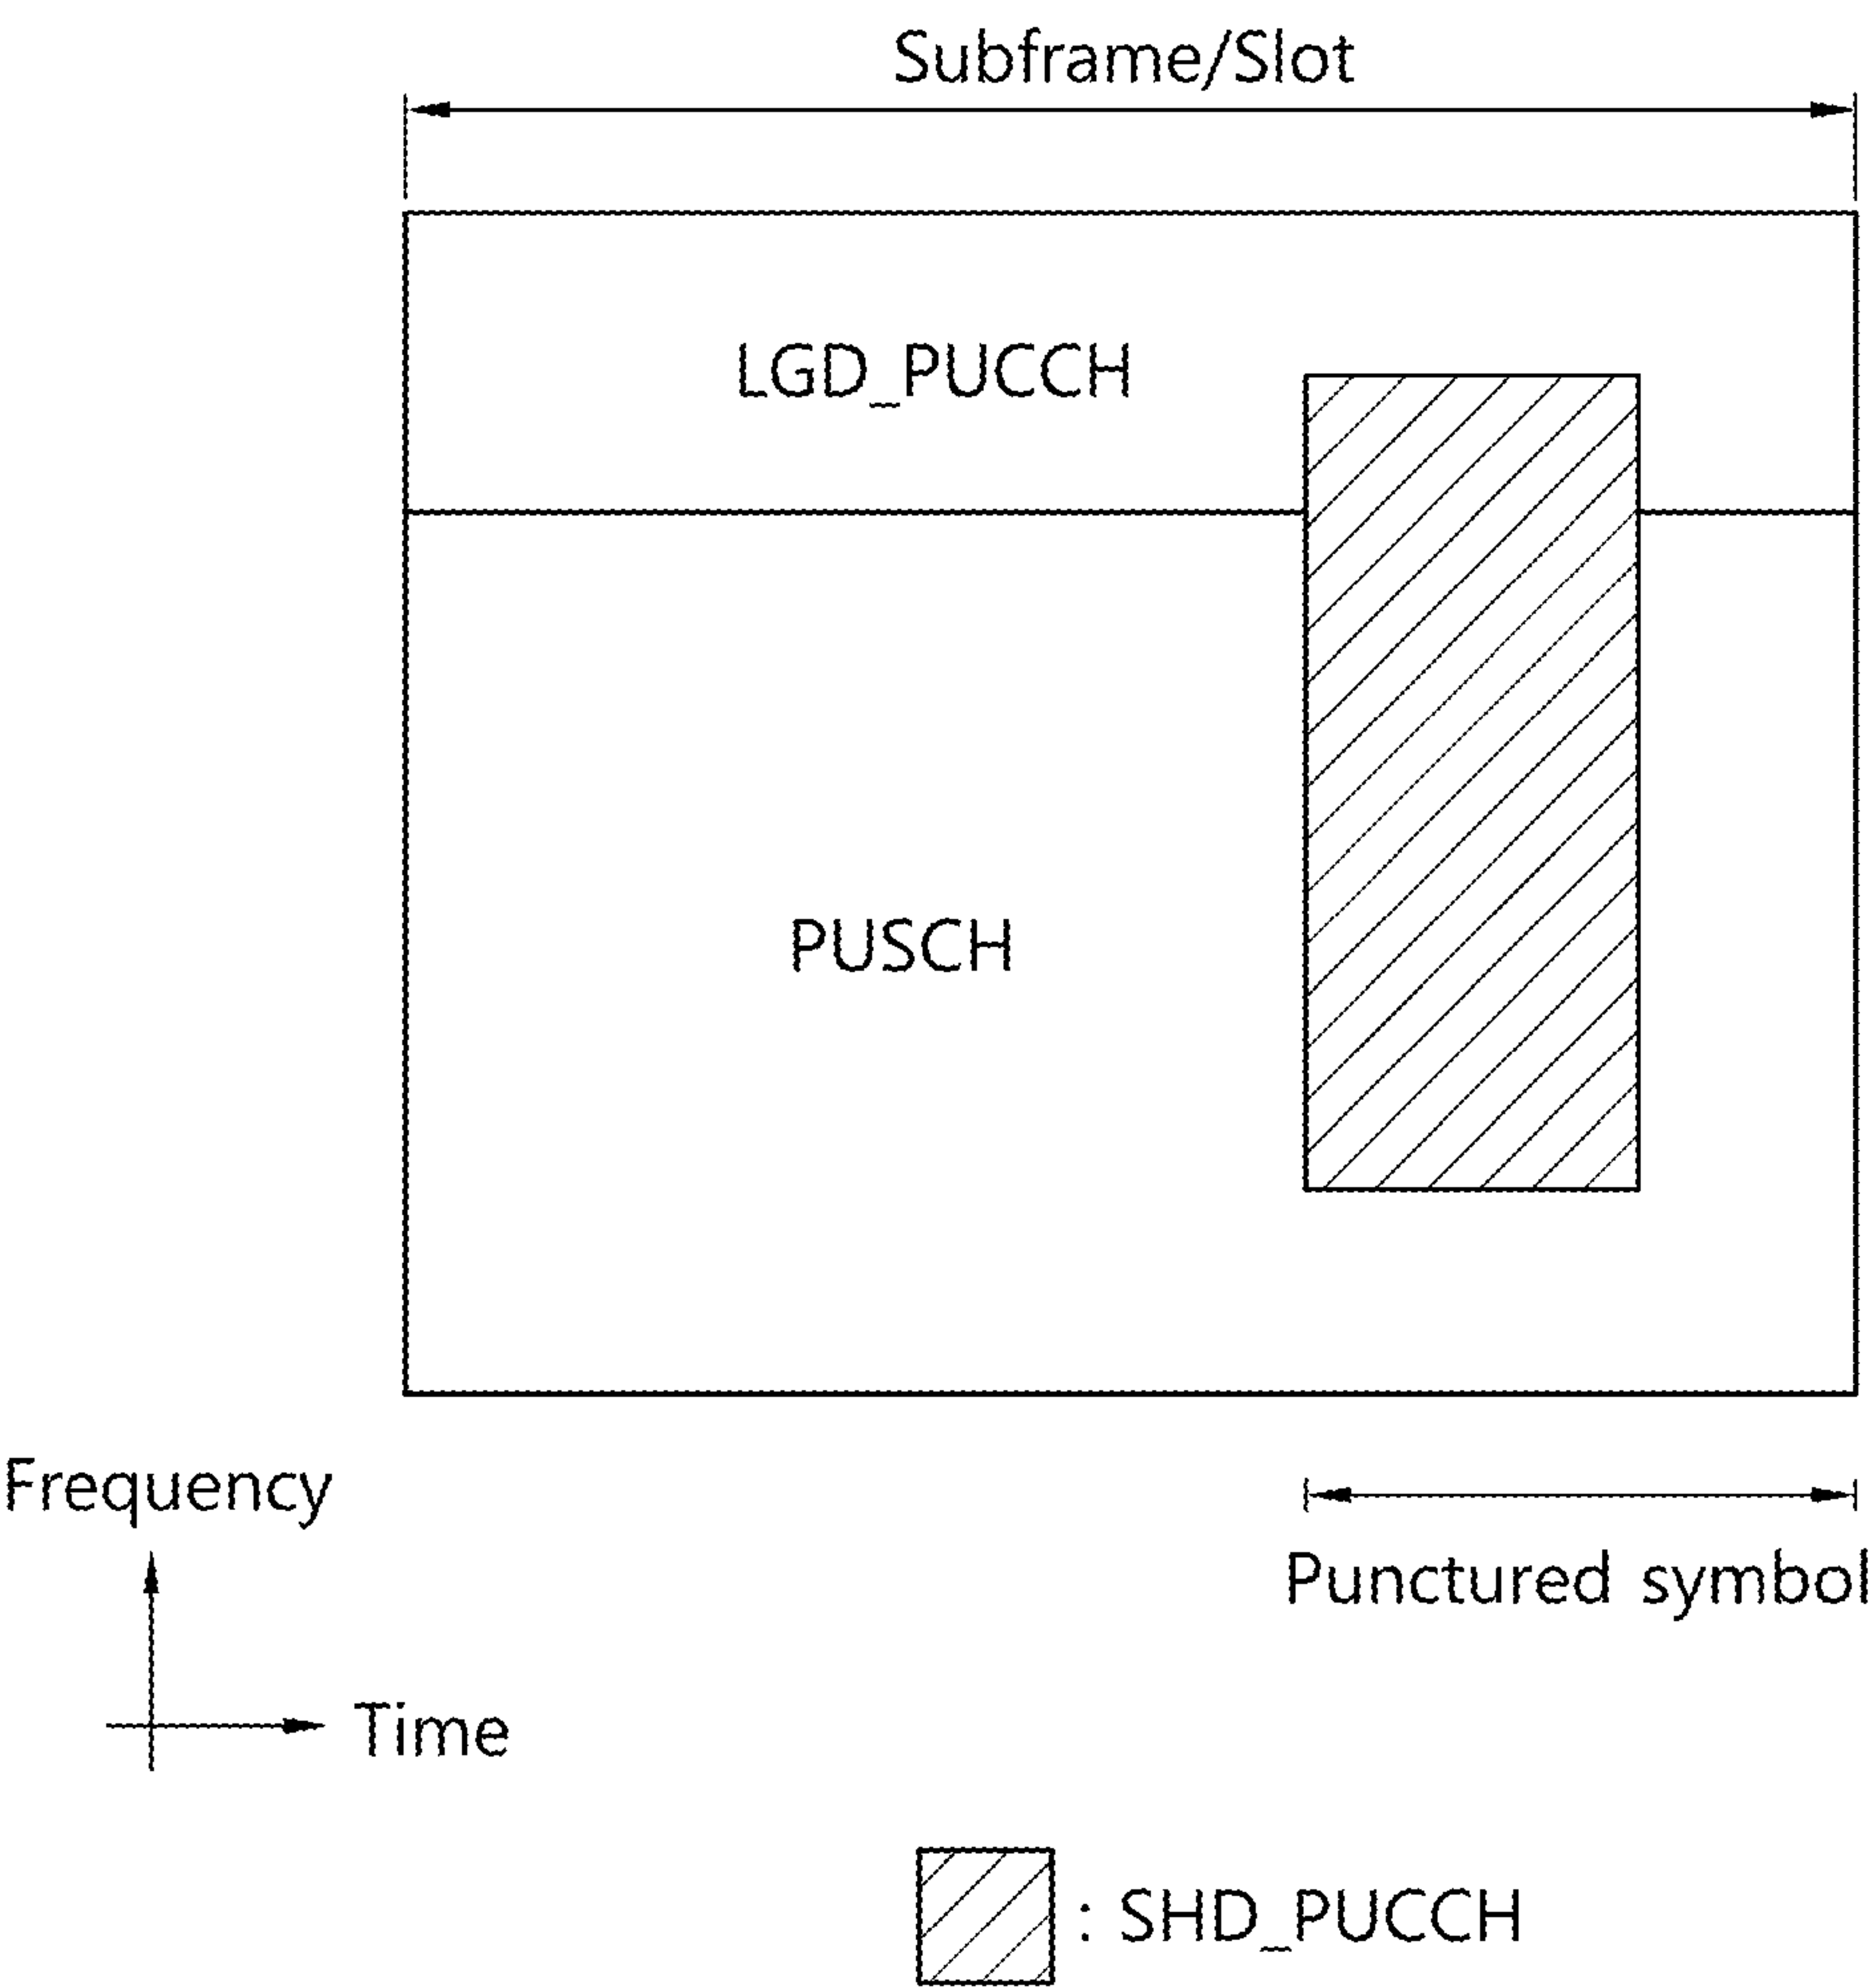 Subframe/Slot
LGD_PUCCH
PUSCH
Frequency
Punctured symbol
Time
: SHD_PUCCH